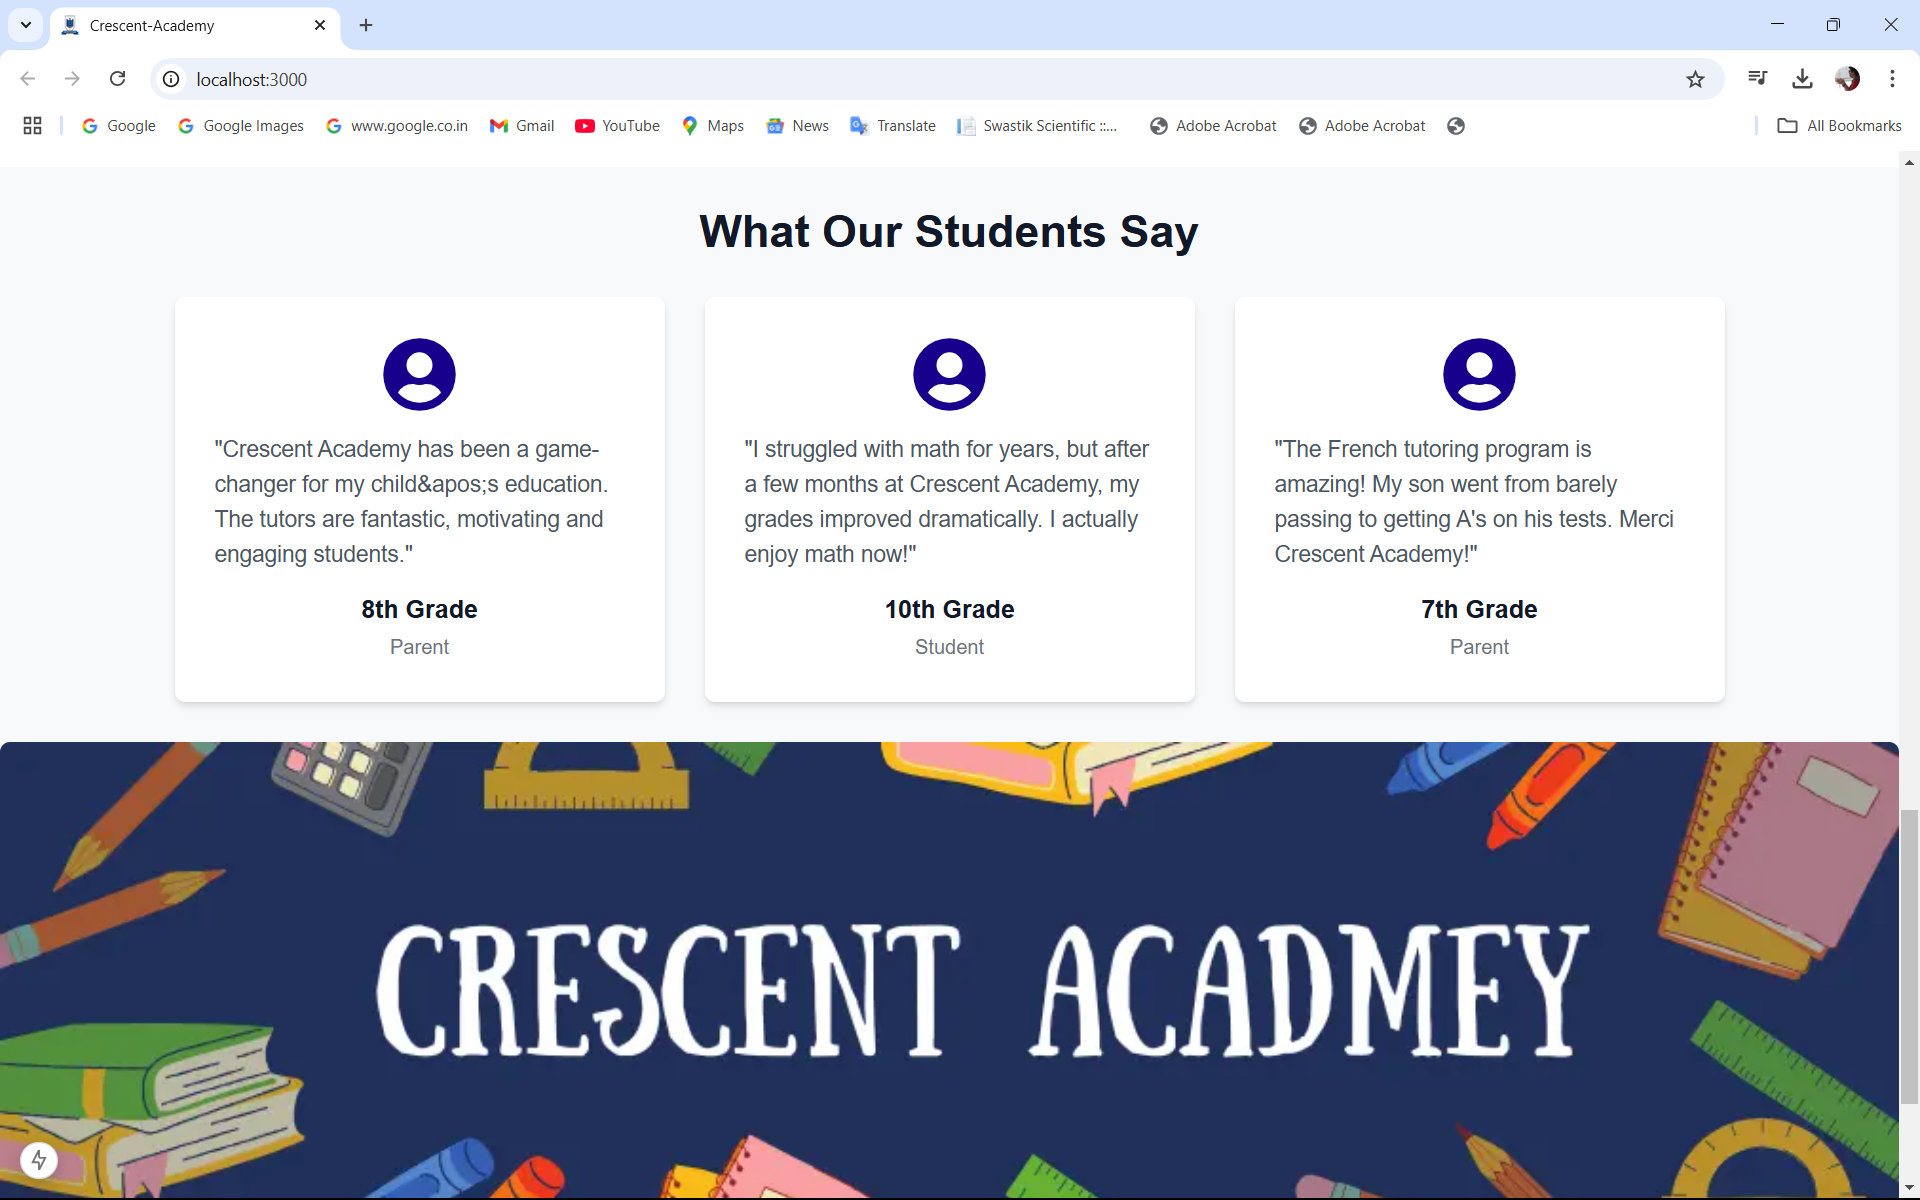 Crescent-Academy
localhost:3000
Google
Google Images
www.google.co.in
Gmail
YouTube
Maps
News
Translate
Swastik Scientific ::...
Adobe Acrobat
Adobe Acrobat
All Bookmarks
What Our Students Say
"Crescent Academy has been a game-
changer for my child&apos;s education.
The tutors are fantastic, motivating and
engaging students."
8th Grade
Parent
"I struggled with math for years, but after
a few months at Crescent Academy, my
grades improved dramatically. I actually
enjoy math now!"
10th Grade
Student
"The French tutoring program is
amazing! My son went from barely
passing to getting A's on his tests. Merci
Crescent Academy!"
7th Grade
Parent
CRESCENT ACADMEY